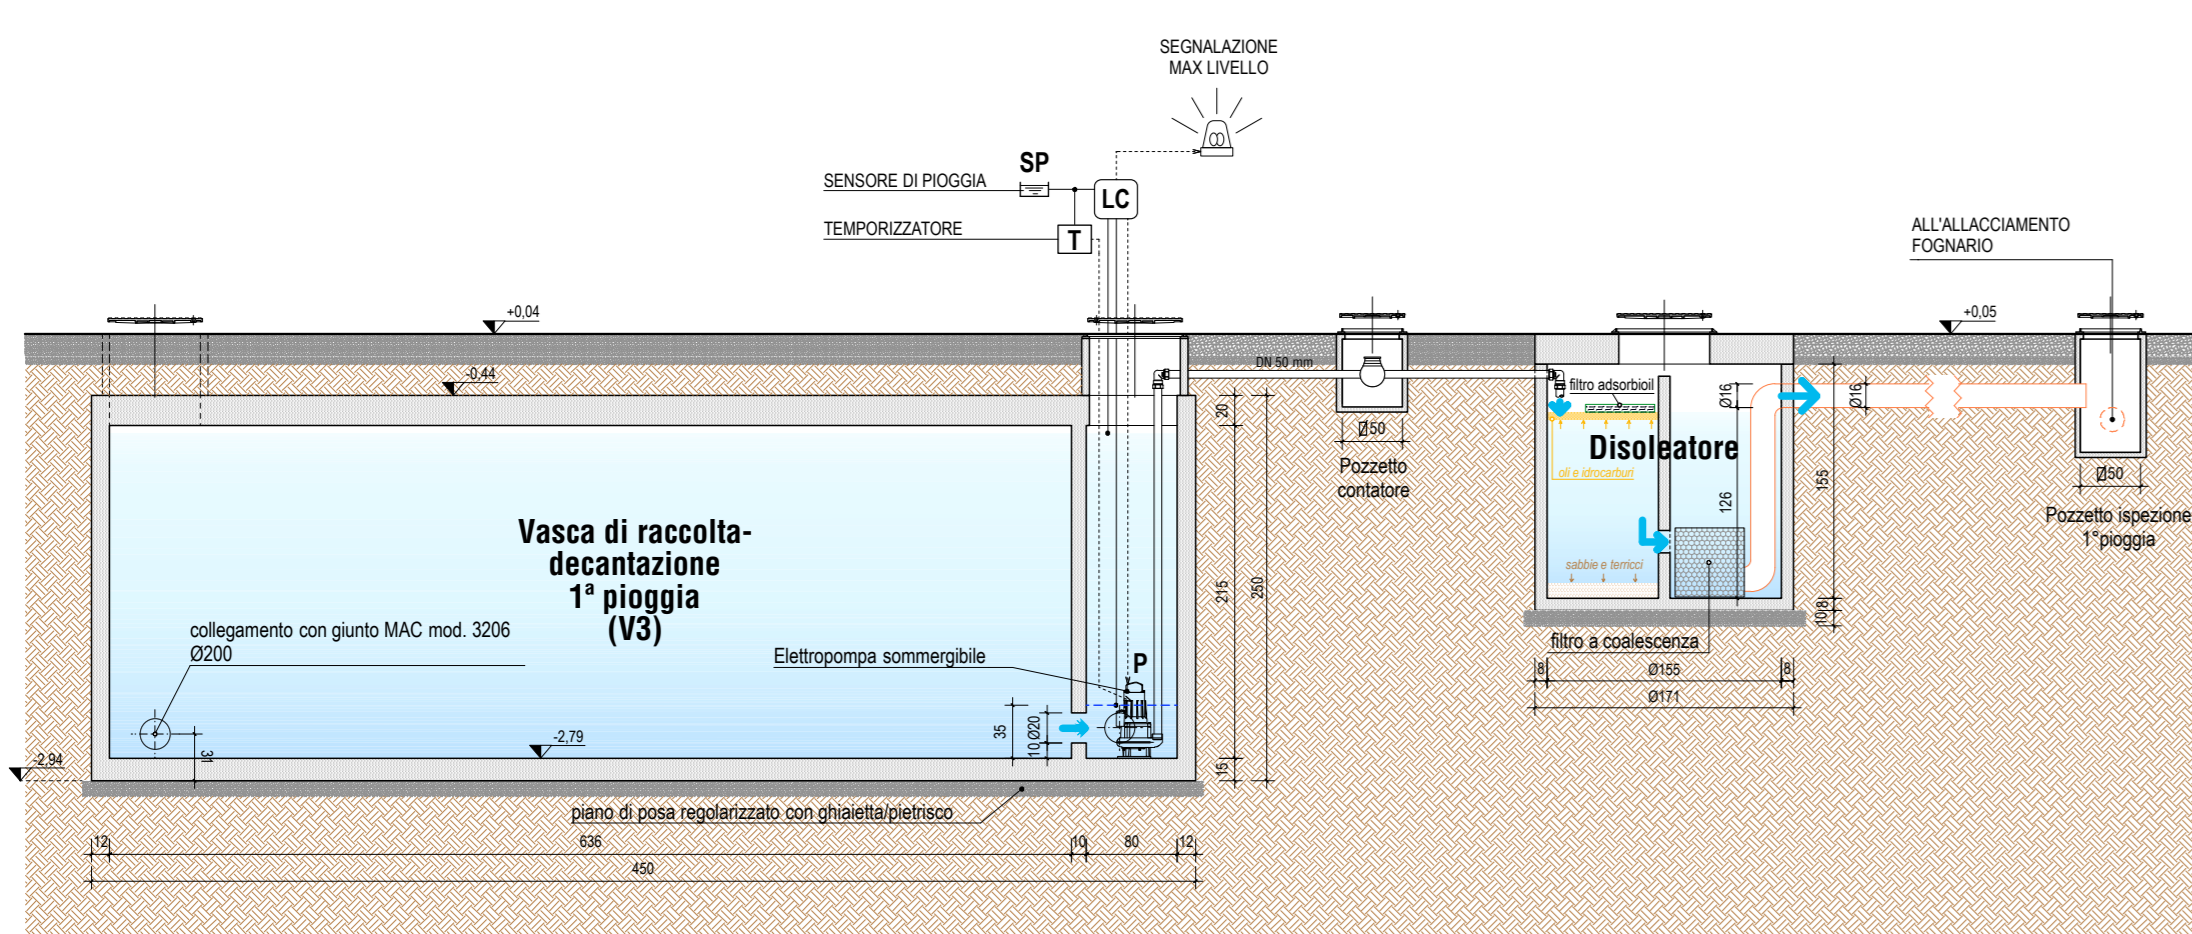 SEGNALAZIONE
MAX LIVELLO
SP
SENSORE DI PIOGGIA
LC
TEMPORIZZATORE
T
ALL'ALLACCIAMENTO
FOGNARIO
+0,04
+0,05
-0,44
DN 50 mm
filtro adsorbioil
Ø16
Ø16
20
50
Pozzetto
contatore
Disoleatore
oli e idrocarburi
126
155
50
Pozzetto ispezione
1°pioggia
Vasca di raccolta-
decantazione
1ª pioggia
(V3)
215
250
sabbie e terricci
10
8
collegamento con giunto MAC mod. 3206
Ø200
Elettropompa sommergibile
P
filtro a coalescenza
8
Ø155
8
Ø171
35
Ø20
10
31
-2,79
-2,94
15
piano di posa regolarizzato con ghiaietta/pietrisco
12
636
10
80
12
450